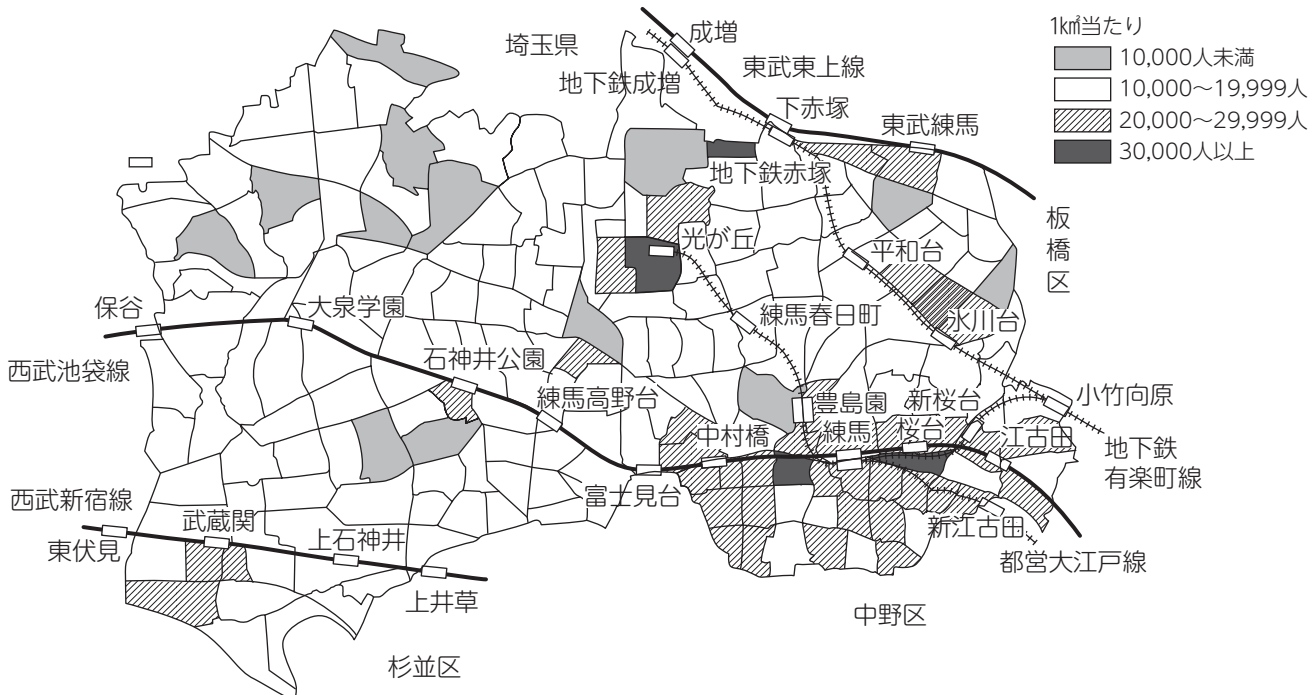 埼玉県
成増
地下鉄成増
東武東上線
下赤塚
東武練馬
地下鉄赤塚
1k㎡当たり
10,000人未満
10,000〜19,999人
20,000〜29,999人
30,000人以上
板橋区
光が丘
平和台
保谷
大泉学園
練馬春日町
氷川台
西武池袋線
石神井公園
練馬高野台
豊島園
新桜台
小竹向原
中村橋
練馬
桜台
江古田
地下鉄
有楽町線
富士見台
西武新宿線
武蔵関
上石神井
新江古田
東伏見
都営大江戸線
上井草
中野区
杉並区